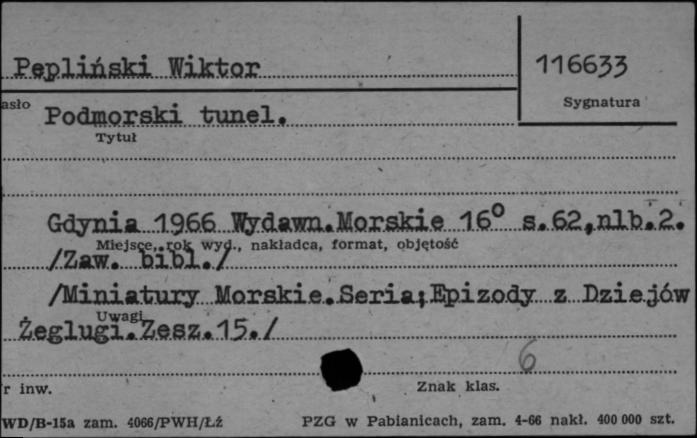 Pepliński Wiktor
116633
asło
Sygnatura
Podmorski tunel.
Tytuł
Gdynia 1966 Wydawn.Morskie 16° s.62,nlb.2.
Miejsce, rok wyd., nakładca, format, objętość
/Zaw. bibl./
/Miniatury Morskie.Seria;Epizody z Dziejów
Uwagi
Żeglugi.Zesz.15./
6
r inw.
Znak klas.
WD/B-15a zam. 4066/PWH/Łź
PZG w Pabianicach, zam. 4-66 nakł. 400 000 szt.